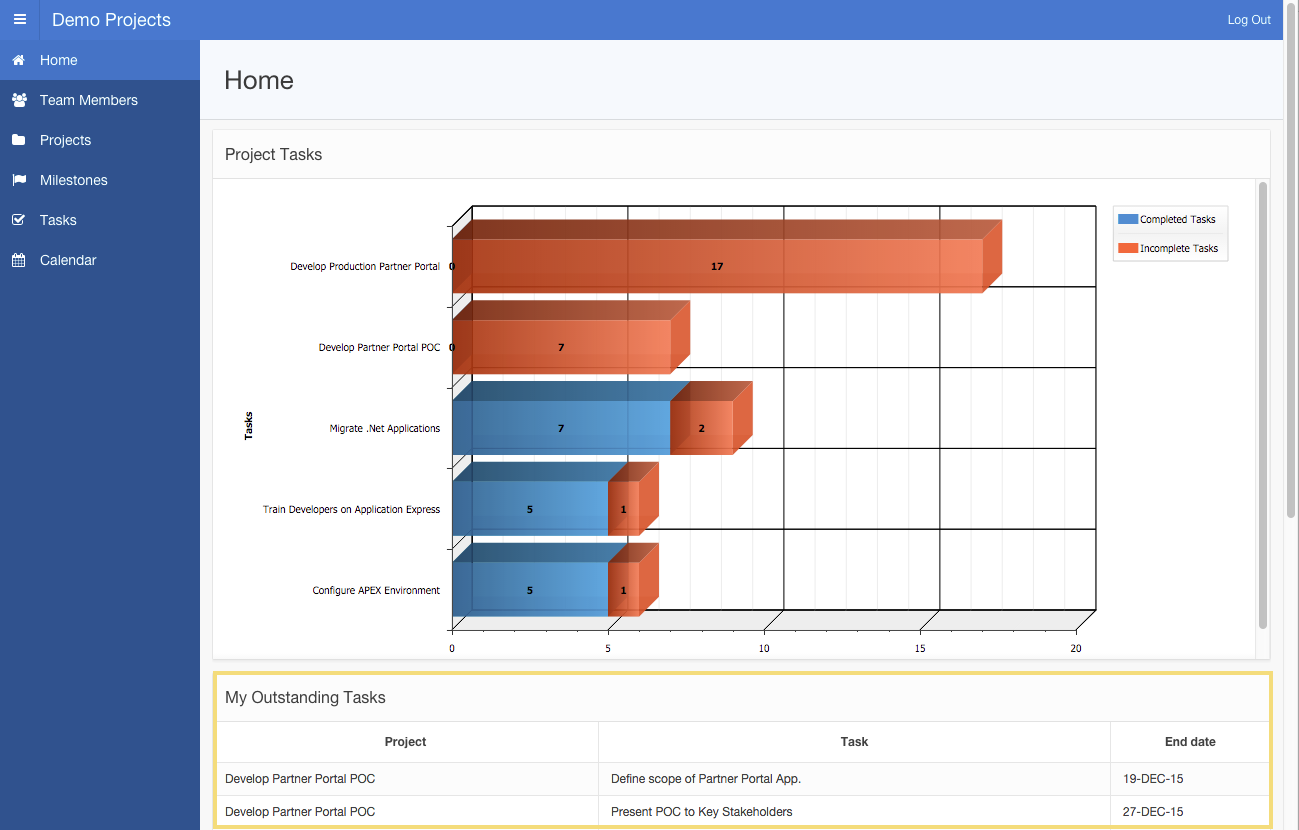 Demo Projects
Log Out
Home
Team Members
Projects
Milestones
Tasks
Calendar
Home
Project Tasks
Completed Tasks
Incomplete Tasks
Tasks
Develop Production Partner Portal 0 17
Develop Partner Portal POC 0 7
Migrate .Net Applications 7 2
Train Developers on Application Express 5 1
Configure APEX Environment 5 1
0 5 10 15 20
My Outstanding Tasks
Project Task End date
Develop Partner Portal POC Define scope of Partner Portal App. 19-DEC-15
Develop Partner Portal POC Present POC to Key Stakeholders 27-DEC-15